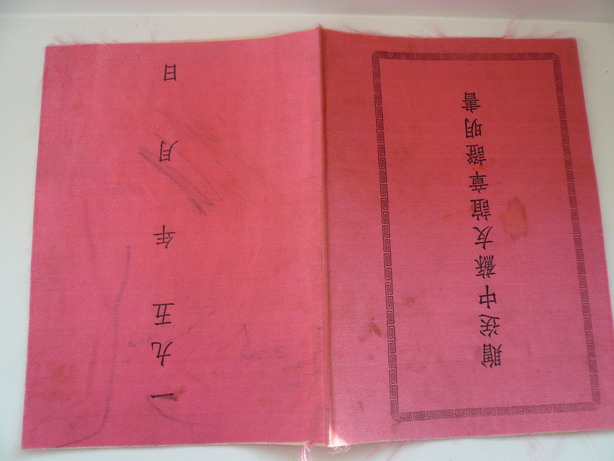 贈送中蘇友誼章證明書
一九五 年 月 日